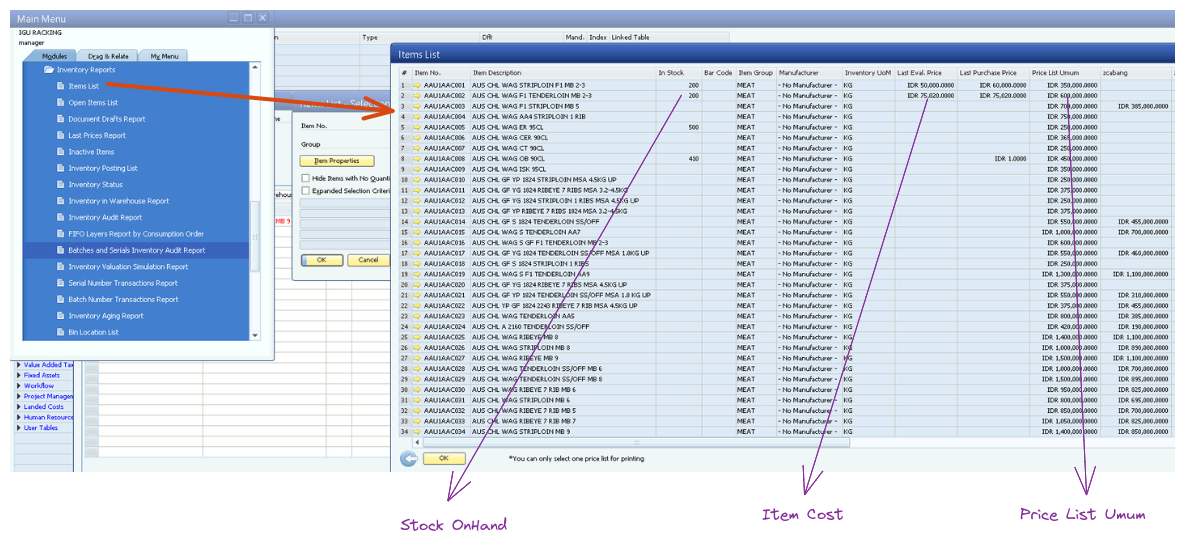 Main Menu
IGU RACKING
manager
Modules Drag & Relate My Menu
Inventory Reports
Items List
Open Items List
Document Drafts Report
Last Prices Report
Inactive Items
Inventory Posting List
Inventory Status
Inventory in Warehouse Report
Inventory Audit Report
FIFO Layers Report by Consumption Order
Batches and Serials Inventory Audit Report
Inventory Valuation Simulation Report
Serial Number Transactions Report
Batch Number Transactions Report
Inventory Aging Report
Bin Location List
Value Added Tax
Fixed Assets
Workflow
Project Managem
Landed Costs
Human Resource
User Tables
Type Dflt Mand. Index Linked Table
Items List - Selection
Item No.
Group
Item Properties
Hide Items with No Quanti
Expanded Selection Criteri
OK Cancel
MB 9
Items List
# Item No. Item Description In Stock Bar Code Item Group Manufacturer Inventory UoM Last Eval. Price Last Purchase Price Price List Umum zcabang
1 AAU1AAC001 AUS CHL WAG STRIPLOIN F1 MB 2-3 200 MEAT - No Manufacturer - KG IDR 50,000.0000 IDR 60,000.0000 IDR 350,000.0000
2 AAU1AAC002 AUS CHL WAG F1 TENDERLOIN MB 2-3 200 MEAT - No Manufacturer - KG IDR 75,020.0000 IDR 75,020.0000 IDR 600,000.0000
3 AAU1AAC003 AUS CHL WAG F1 STRIPLOIN MB 5 MEAT - No Manufacturer - KG IDR 700,000.0000 IDR 385,000.0000
4 AAU1AAC004 AUS CHL WAG AA4 STRIPLOIN 1 RIB MEAT - No Manufacturer - KG IDR 750,000.0000
5 AAU1AAC005 AUS CHL WAG ER 95CL 500 MEAT - No Manufacturer - KG IDR 250,000.0000
6 AAU1AAC006 AUS CHL WAG CER 90CL MEAT - No Manufacturer - KG IDR 365,000.0000
7 AAU1AAC007 AUS CHL WAG CT 90CL MEAT - No Manufacturer - KG IDR 250,000.0000
8 AAU1AAC008 AUS CHL WAG OB 90CL 410 MEAT - No Manufacturer - KG IDR 1.0000 IDR 450,000.0000
9 AAU1AAC009 AUS CHL WAG ISK 95CL MEAT - No Manufacturer - KG IDR 350,000.0000
10 AAU1AAC010 AUS CHL GF YP 1824 STRIPLOIN MSA 4.5KG UP MEAT - No Manufacturer - KG IDR 250,000.0000
11 AAU1AAC011 AUS CHL GF YG 1824 RIBEYE 7 RIBS MSA 3.2-4.5KG MEAT - No Manufacturer - KG IDR 375,000.0000
12 AAU1AAC012 AUS CHL GF YG 1824 STRIPLOIN 1 RIBS MSA 4.5KG UP MEAT - No Manufacturer - KG IDR 250,000.0000
13 AAU1AAC013 AUS CHL GF YP RIBEYE 7 RIBS 1824 MSA 3.2-4.5KG MEAT - No Manufacturer - KG IDR 375,000.0000
14 AAU1AAC014 AUS CHL GF S 1824 TENDERLOIN SS/OFF MEAT - No Manufacturer - KG IDR 550,000.0000 IDR 455,000.0000
15 AAU1AAC015 AUS CHL WAG S TENDERLOIN AA7 MEAT - No Manufacturer - KG IDR 1,000,000.0000 IDR 700,000.0000
16 AAU1AAC016 AUS CHL WAG S GF F1 TENDERLOIN MB 2-3 MEAT - No Manufacturer - KG IDR 600,000.0000
17 AAU1AAC017 AUS CHL GF YG 1824 TENDERLOIN SS/OFF MSA 1.8KG UP MEAT - No Manufacturer - KG IDR 550,000.0000 IDR 460,000.0000
18 AAU1AAC018 AUS CHL GF S 1824 STRIPLOIN 1 RIBS MEAT - No Manufacturer - KG IDR 250,000.0000
19 AAU1AAC019 AUS CHL WAG S F1 TENDERLOIN AA9 MEAT - No Manufacturer - KG IDR 1,300,000.0000 IDR 1,100,000.0000
20 AAU1AAC020 AUS CHL GF YG 1824 RIBEYE 7 RIBS MSA 4.5KG UP MEAT - No Manufacturer - KG IDR 375,000.0000
21 AAU1AAC021 AUS CHL GF YP 1824 TENDERLOIN SS/OFF MSA 1.8 KG UP MEAT - No Manufacturer - KG IDR 550,000.0000 IDR 310,000.0000
22 AAU1AAC022 AUS CHL YP GF 1824 2243 RIBEYE 7 RIBS MSA 4.5KG UP MEAT - No Manufacturer - KG IDR 375,000.0000 IDR 455,000.0000
23 AAU1AAC023 AUS CHL WAG TENDERLOIN AA5 MEAT - No Manufacturer - KG IDR 800,000.0000 IDR 385,000.0000
24 AAU1AAC024 AUS CHL A 2160 TENDERLOIN SS/OFF MEAT - No Manufacturer - KG IDR 420,000.0000 IDR 190,000.0000
25 AAU1AAC025 AUS CHL WAG RIBEYE MB 8 MEAT - No Manufacturer - KG IDR 1,400,000.0000 IDR 1,100,000.0000
26 AAU1AAC026 AUS CHL WAG STRIPLOIN MB 8 MEAT - No Manufacturer - KG IDR 1,000,000.0000 IDR 890,000.0000
27 AAU1AAC027 AUS CHL WAG RIBEYE MB 9 MEAT - No Manufacturer - KG IDR 1,500,000.0000 IDR 1,100,000.0000
28 AAU1AAC028 AUS CHL WAG TENDERLOIN SS/OFF MB 6 MEAT - No Manufacturer - KG IDR 1,000,000.0000 IDR 700,000.0000
29 AAU1AAC029 AUS CHL WAG TENDERLOIN SS/OFF MB 8 MEAT - No Manufacturer - KG IDR 1,500,000.0000 IDR 895,000.0000
30 AAU1AAC030 AUS CHL WAG RIBEYE 7 RIB MB 6 MEAT - No Manufacturer - KG IDR 950,000.0000 IDR 825,000.0000
31 AAU1AAC031 AUS CHL WAG STRIPLOIN MB 6 MEAT - No Manufacturer - KG IDR 800,000.0000 IDR 695,000.0000
32 AAU1AAC032 AUS CHL WAG RIBEYE 7 RIB MB 5 MEAT - No Manufacturer - KG IDR 850,000.0000 IDR 700,000.0000
33 AAU1AAC033 AUS CHL WAG RIBEYE 7 RIB MB 7 MEAT - No Manufacturer - KG IDR 1,050,000.0000 IDR 825,000.0000
34 AAU1AAC034 AUS CHL WAG STRIPLOIN MB 9 MEAT - No Manufacturer - KG IDR 1,400,000.0000 IDR 850,000.0000
OK *You can only select one price list for printing
Stock OnHand Item Cost Price List Umum